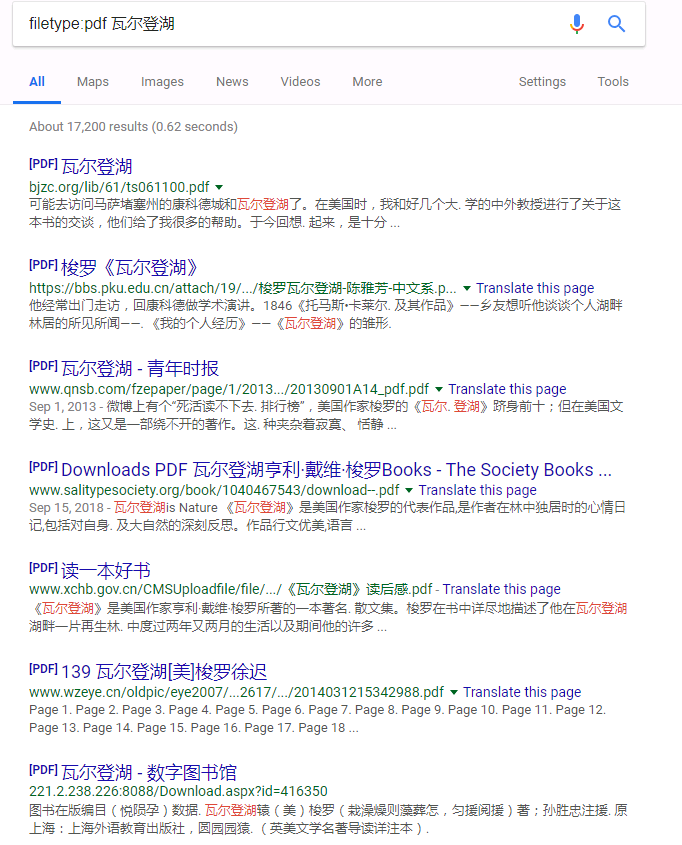 filetype:pdf 瓦尔登湖
All Maps Images News Videos More Settings Tools
About 17,200 results (0.62 seconds)
[PDF] 瓦尔登湖
bjzc.org/lib/61/ts061100.pdf
可能去访问马萨堵塞州的康科德城和瓦尔登湖了。在美国时，我和好几个大. 学的中外教授进行了关于这
本书的交谈，他们给了我很多的帮助。于今回想. 起来，是十分 ...
[PDF] 梭罗《瓦尔登湖》
https://bbs.pku.edu.cn/attach/19/.../梭罗瓦尔登湖-陈雅芳-中文系.p... Translate this page
他经常出门走访，回康科德做学术演讲。1846《托马斯•卡莱尔. 及其作品》——乡友想听他谈谈个人湖畔
林居的所见所闻——. 《我的个人经历》——《瓦尔登湖》的雏形.
[PDF] 瓦尔登湖 - 青年时报
www.qnsb.com/fzepaper/page/1/2013.../20130901A14_pdf.pdf Translate this page
Sep 1, 2013 - 微博上有个“死活读不下去. 排行榜”，美国作家梭罗的《瓦尔. 登湖》跻身前十；但在美国文
学史. 上，这又是一部绕不开的著作。这. 种夹杂着寂寞、 恬静 ...
[PDF] Downloads PDF 瓦尔登湖亨利·戴维·梭罗Books - The Society Books ...
www.salitypesociety.org/book/1040467543/download--.pdf Translate this page
Sep 15, 2018 - 瓦尔登湖is Nature 《瓦尔登湖》是美国作家梭罗的代表作品,是作者在林中独居时的心情日
记,包括对自身. 及大自然的深刻反思。作品行文优美,语言 ...
[PDF] 读一本好书
www.xchb.gov.cn/CMSUploadfile/file/.../《瓦尔登湖》读后感.pdf - Translate this page
《瓦尔登湖》是美国作家亨利·戴维·梭罗所著的一本著名. 散文集。梭罗在书中详尽地描述了他在瓦尔登湖
湖畔一片再生林. 中度过两年又两月的生活以及期间他的许多 ...
[PDF] 139 瓦尔登湖[美]梭罗徐迟
www.wzeye.cn/oldpic/eye2007/...2617/.../2014031215342988.pdf Translate this page
Page 1. Page 2. Page 3. Page 4. Page 5. Page 6. Page 7. Page 8. Page 9. Page 10. Page 11. Page 12.
Page 13. Page 14. Page 15. Page 16. Page 17. Page 18 ...
[PDF] 瓦尔登湖 - 数字图书馆
221.2.238.226:8088/Download.aspx?id=416350
图书在版编目（悦陨孕）数据. 瓦尔登湖辕（美）梭罗（栽澡燥则藻葬怎，匀援阅援）著；孙胜忠注援. 原
上海：上海外语教育出版社，圆园园猿.（英美文学名著导读详注本）.